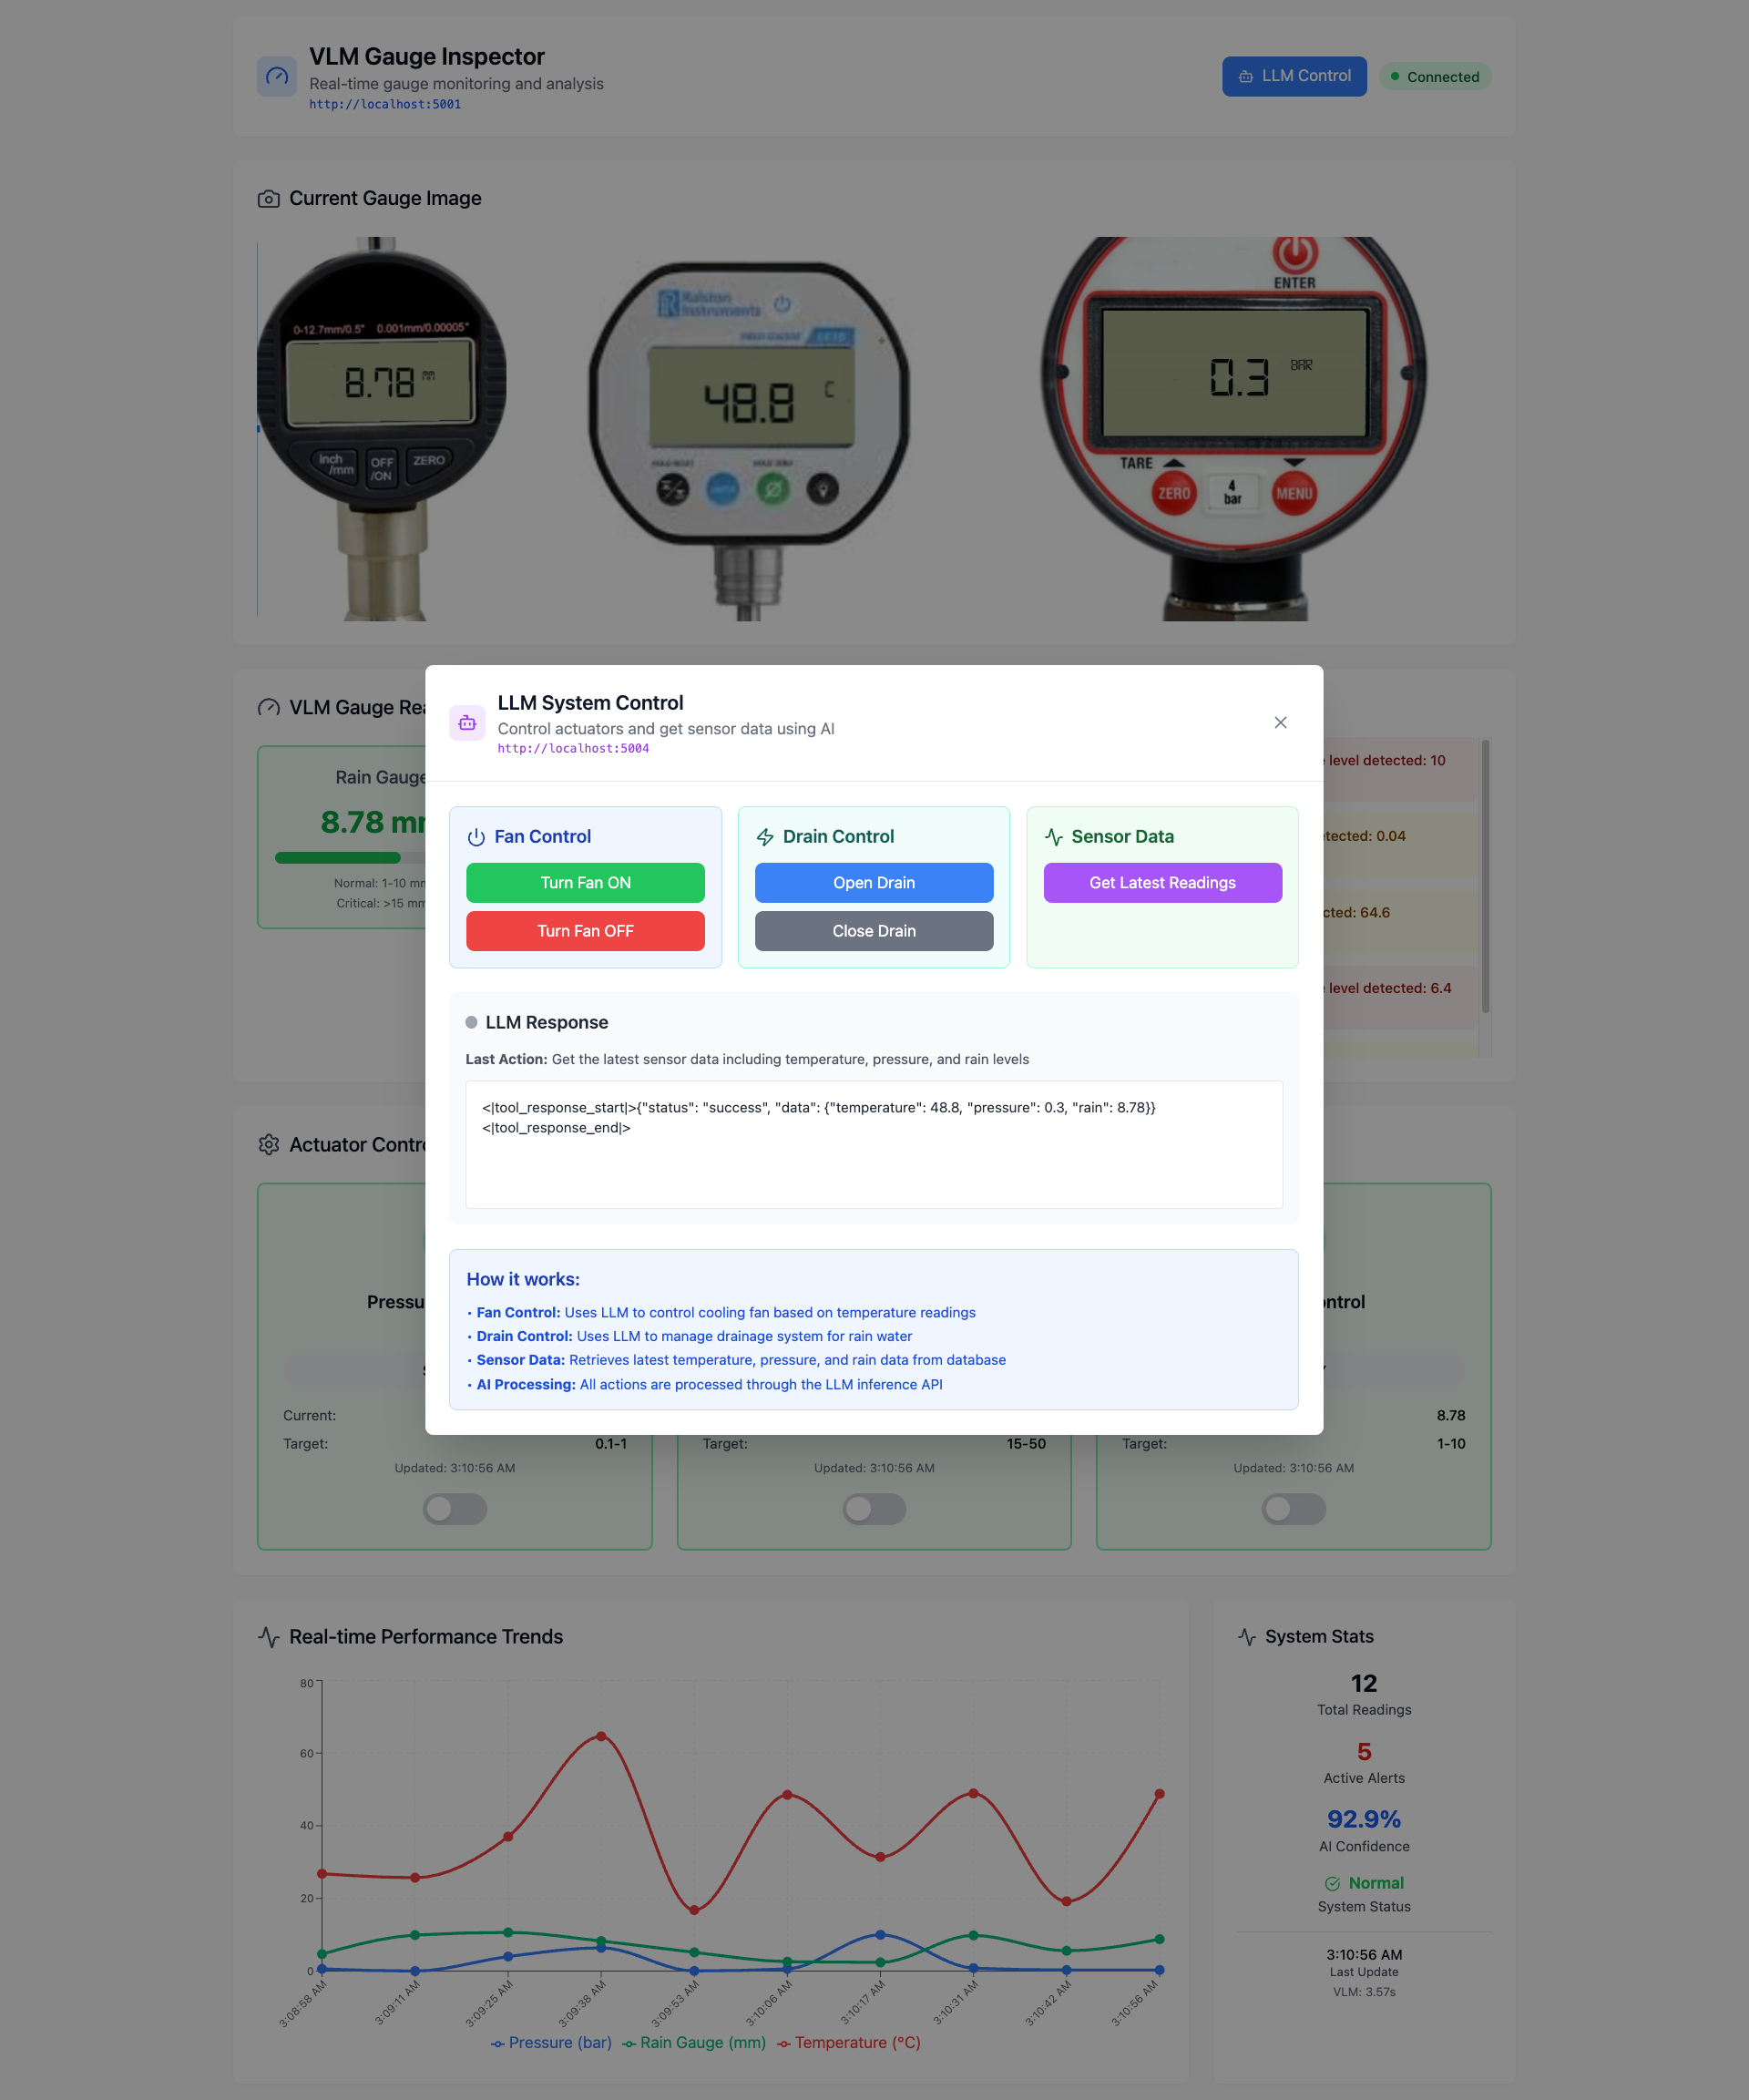 VLM Gauge Inspector
Real-time gauge monitoring and analysis
http://localhost:5001
LLM Control
Connected
Current Gauge Image
0-12.7mm/0.5" 0.001mm/0.00005"
8.78 mm
inch/mm
OFF/ON
ZERO
Ralston
Instruments
48.8 C
ENTER
0.3 BAR
TARE
ZERO
4
bar
MENU
VLM Gauge Rea
Rain Gauge
8.78 m
Normal: 1-10 mm
Critical: >15 mm
level detected: 10
etected: 0.04
cted: 64.6
level detected: 6.4
LLM System Control
Control actuators and get sensor data using AI
http://localhost:5004
Fan Control
Turn Fan ON
Turn Fan OFF
Drain Control
Open Drain
Close Drain
Sensor Data
Get Latest Readings
LLM Response
Last Action: Get the latest sensor data including temperature, pressure, and rain levels
<|tool_response_start|>{"status": "success", "data": {"temperature": 48.8, "pressure": 0.3, "rain": 8.78}}
<|tool_response_end|>
How it works:
• Fan Control: Uses LLM to control cooling fan based on temperature readings
• Drain Control: Uses LLM to manage drainage system for rain water
• Sensor Data: Retrieves latest temperature, pressure, and rain data from database
• AI Processing: All actions are processed through the LLM inference API
Actuator Contro
Pressu
Current:
Target: 0.1-1
Updated: 3:10:56 AM
Target: 15-50
Updated: 3:10:56 AM
ontrol
8.78
Target: 1-10
Updated: 3:10:56 AM
Real-time Performance Trends
80
60
40
20
0
3:08:58 AM
3:09:11 AM
3:09:25 AM
3:09:38 AM
3:09:53 AM
3:10:06 AM
3:10:17 AM
3:10:31 AM
3:10:42 AM
3:10:56 AM
Pressure (bar) Rain Gauge (mm) Temperature (°C)
System Stats
12
Total Readings
5
Active Alerts
92.9%
AI Confidence
Normal
System Status
3:10:56 AM
Last Update
VLM: 3.57s